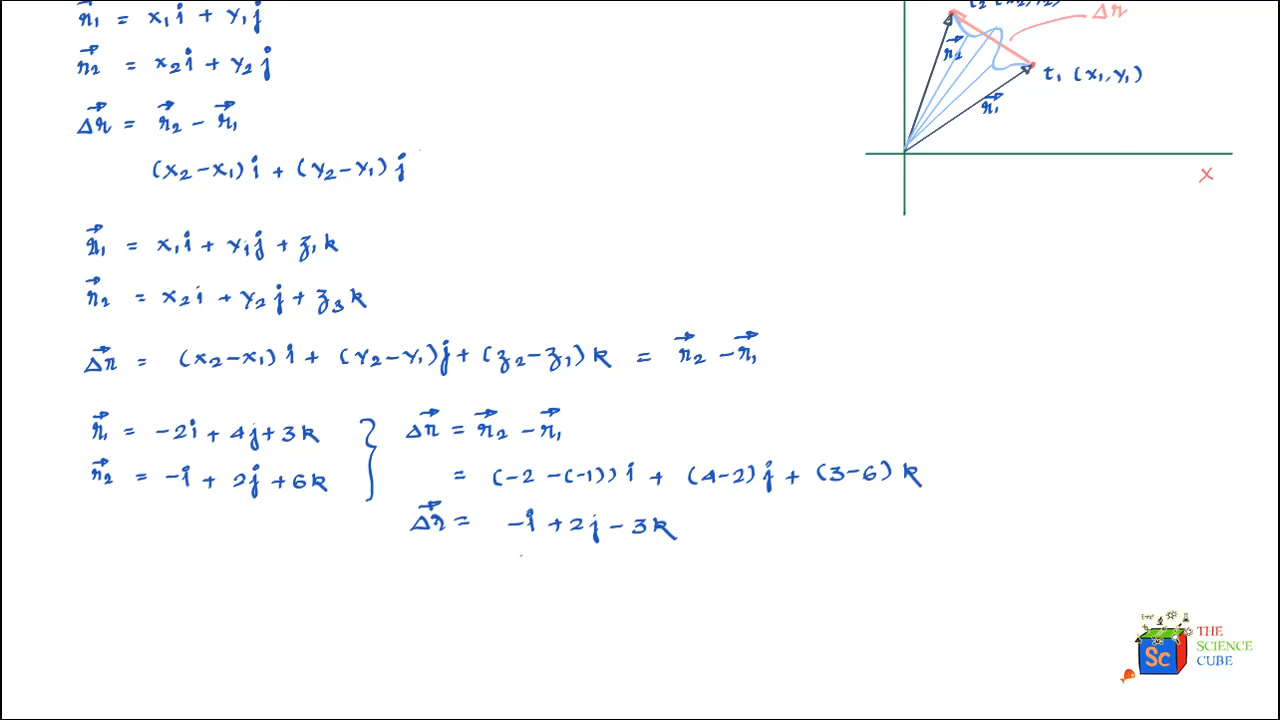 r⃗₁ = x₁i + y₁j
r⃗₂ = x₂i + y₂j
Δr⃗ = r⃗₂ − r⃗₁
(x₂−x₁)i + (y₂−y₁)j
r⃗₁ = x₁i + y₁j + z₁k
r⃗₂ = x₂i + y₂j + z₃k
Δr⃗ = (x₂−x₁)i + (y₂−y₁)j + (z₂−z₁)k = r⃗₂ − r⃗₁
r⃗₁ = −2i + 4j + 3k
r⃗₂ = −i + 2j + 6k
Δr⃗ = r⃗₂ − r⃗₁
= (−2−(−1))i + (4−2)j + (3−6)k
Δr⃗ = −i + 2j − 3k
Δr
r⃗₂
t₁ (x₁,y₁)
r⃗₁
x
Sc
THE
SCIENCE
CUBE